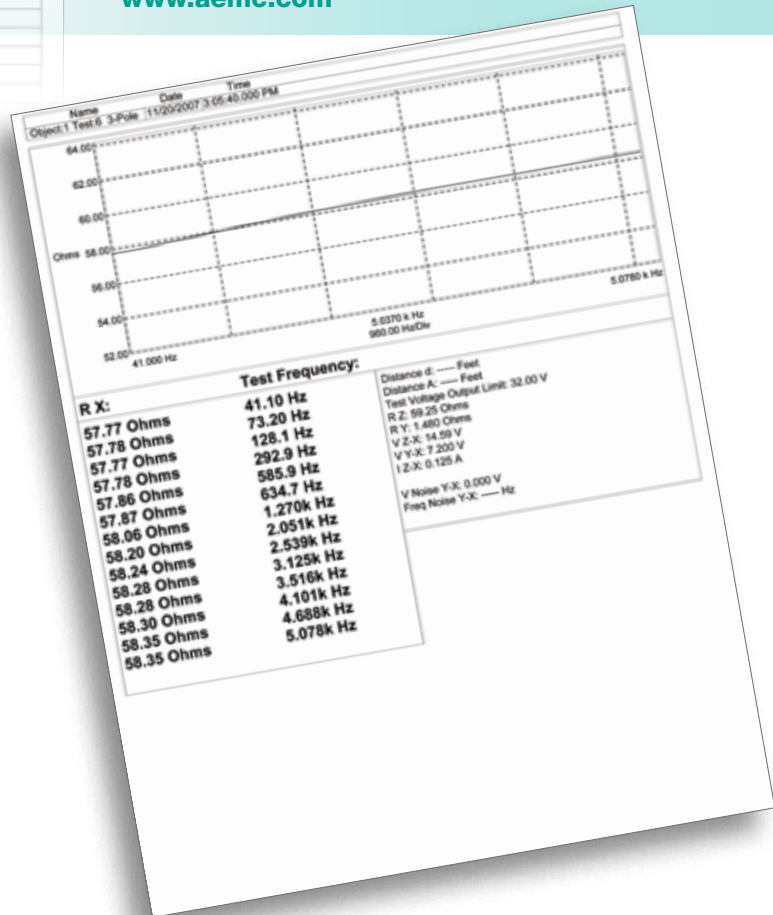 www.aemc.com
Name Date Time
Object:1 Test:6 3-Pole 11/20/2007 3:05:40.000 PM
64.00
62.00
60.00
Ohms 58.00
56.00
54.00
52.00
41.000 Hz
5.0370 k Hz
960.00 Hz/Div
5.0780 k Hz
R X: Test Frequency:
57.77 Ohms 41.10 Hz
57.78 Ohms 73.20 Hz
57.77 Ohms 128.1 Hz
57.78 Ohms 292.9 Hz
57.86 Ohms 585.9 Hz
57.87 Ohms 634.7 Hz
58.06 Ohms 1.270k Hz
58.20 Ohms 2.051k Hz
58.24 Ohms 2.539k Hz
58.28 Ohms 3.125k Hz
58.28 Ohms 3.516k Hz
58.30 Ohms 4.101k Hz
58.35 Ohms 4.688k Hz
58.35 Ohms 5.078k Hz
Distance d: ---- Feet
Distance A: ---- Feet
Test Voltage Output Limit: 32.00 V
R Z: 59.25 Ohms
R Y: 1.480 Ohms
V Z-X: 14.59 V
V Y-X: 7.200 V
I Z-X: 0.125 A
V Noise Y-X: 0.000 V
Freq Noise Y-X: ---- Hz